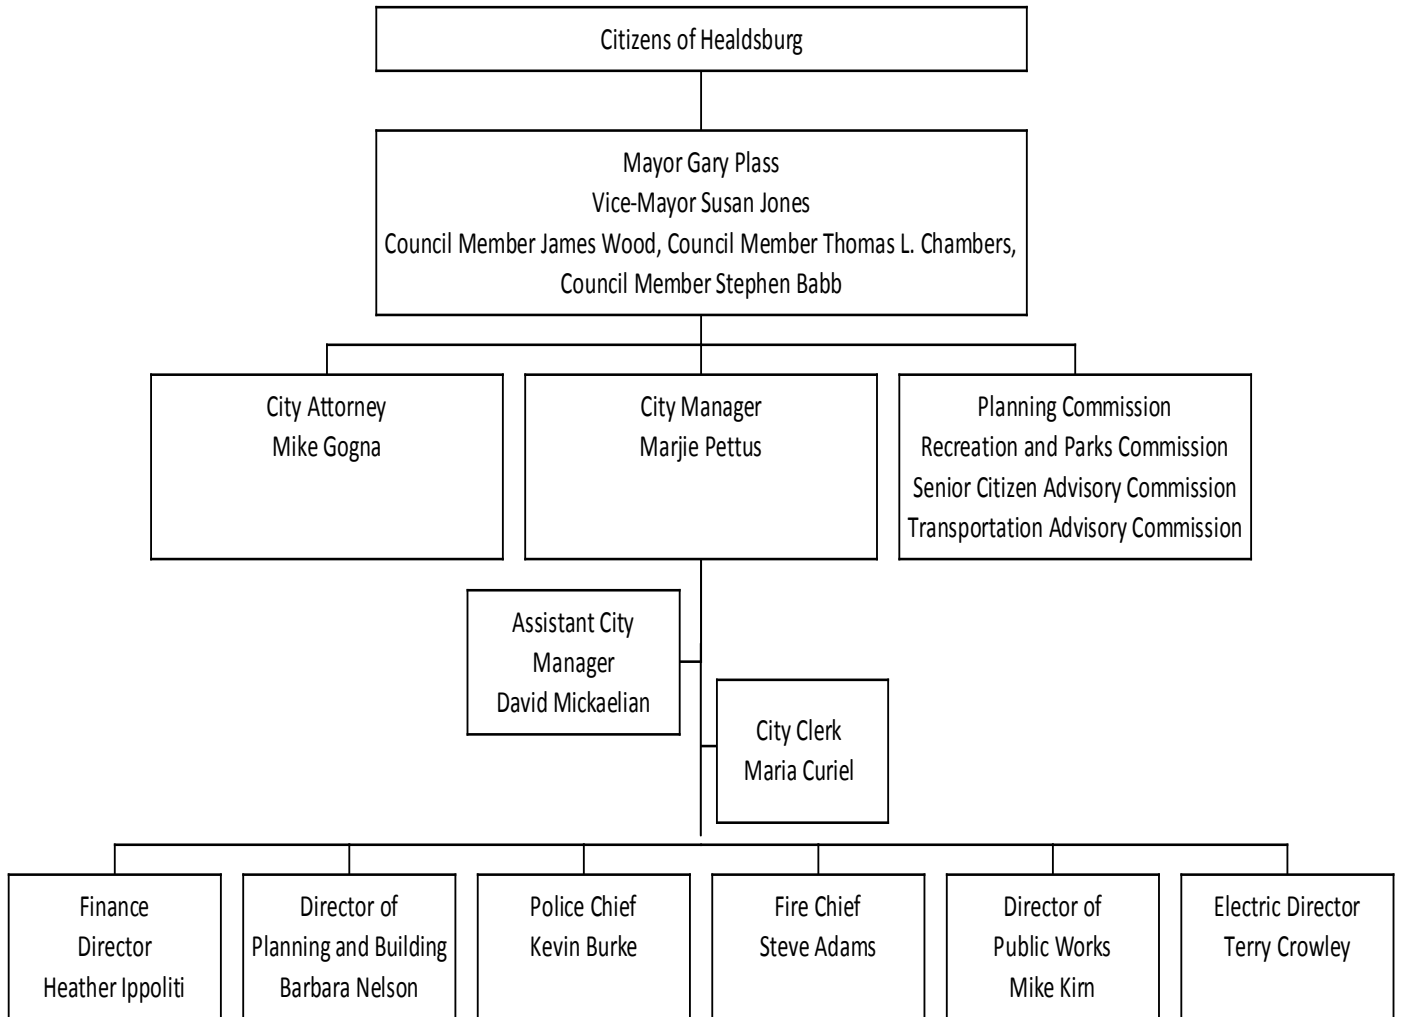 Citizens of Healdsburg
Mayor Gary Plass
Vice-Mayor Susan Jones
Council Member James Wood, Council Member Thomas L. Chambers,
Council Member Stephen Babb
City Attorney
Mike Gogna
City Manager
Marjie Pettus
Planning Commission
Recreation and Parks Commission
Senior Citizen Advisory Commission
Transportation Advisory Commission
Assistant City
Manager
David Mickaelian
City Clerk
Maria Curiel
Finance
Director
Heather Ippoliti
Director of
Planning and Building
Barbara Nelson
Police Chief
Kevin Burke
Fire Chief
Steve Adams
Director of
Public Works
Mike Kirn
Electric Director
Terry Crowley